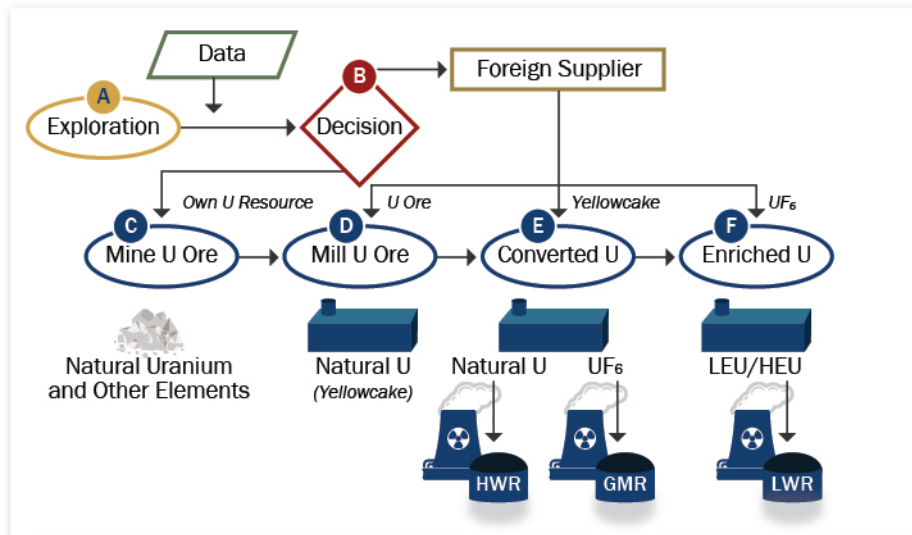 Data
B
Foreign Supplier
A
Exploration
Decision
Own U Resource
U Ore
Yellowcake
UF₆
C
D
E
F
Mine U Ore
Mill U Ore
Converted U
Enriched U
Natural Uranium
and Other Elements
Natural U
(Yellowcake)
Natural U
UF₆
LEU/HEU
HWR
GMR
LWR